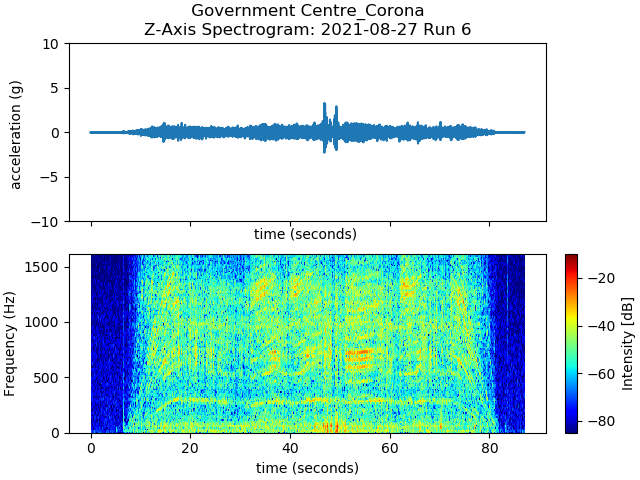 Government Centre_Corona
Z-Axis Spectrogram: 2021-08-27 Run 6
acceleration (g)
10
5
0
−5
−10
time (seconds)
Frequency (Hz)
1500
1000
500
0
0 20 40 60 80
time (seconds)
−20
−40
−60
−80
Intensity [dB]